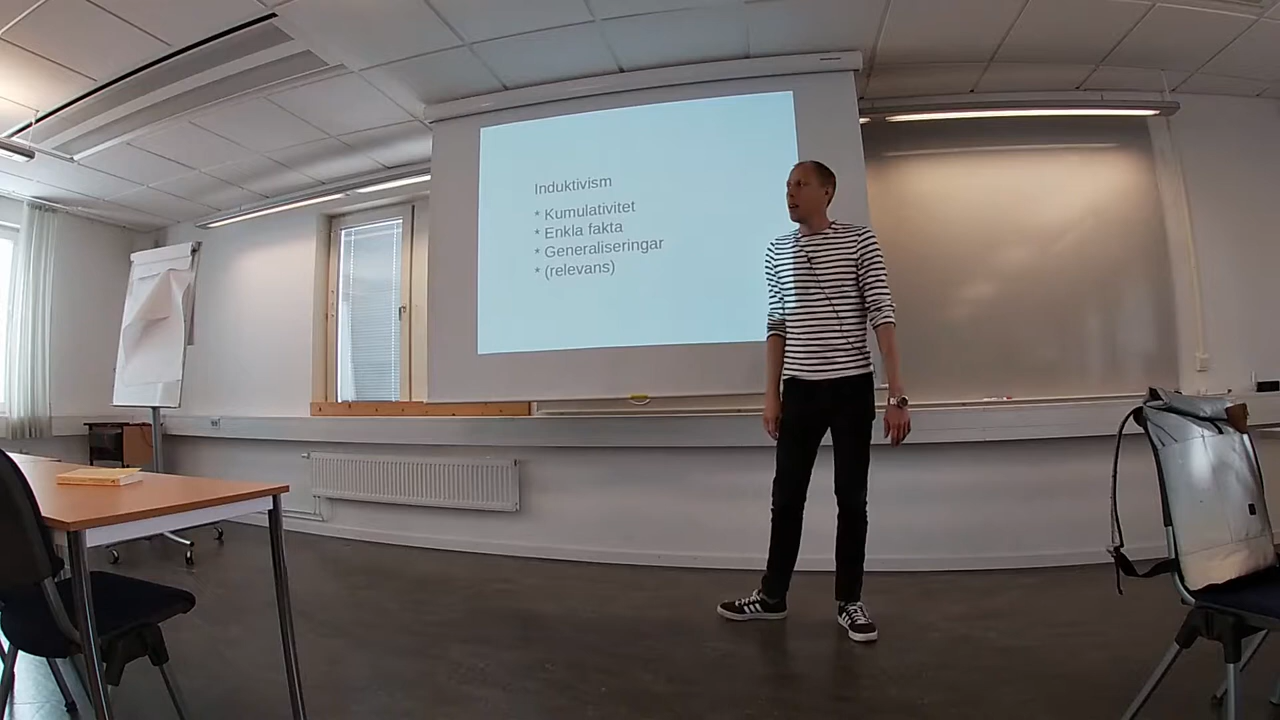 Induktivism
* Kumulativitet
* Enkla fakta
* Generaliseringar
* (relevans)